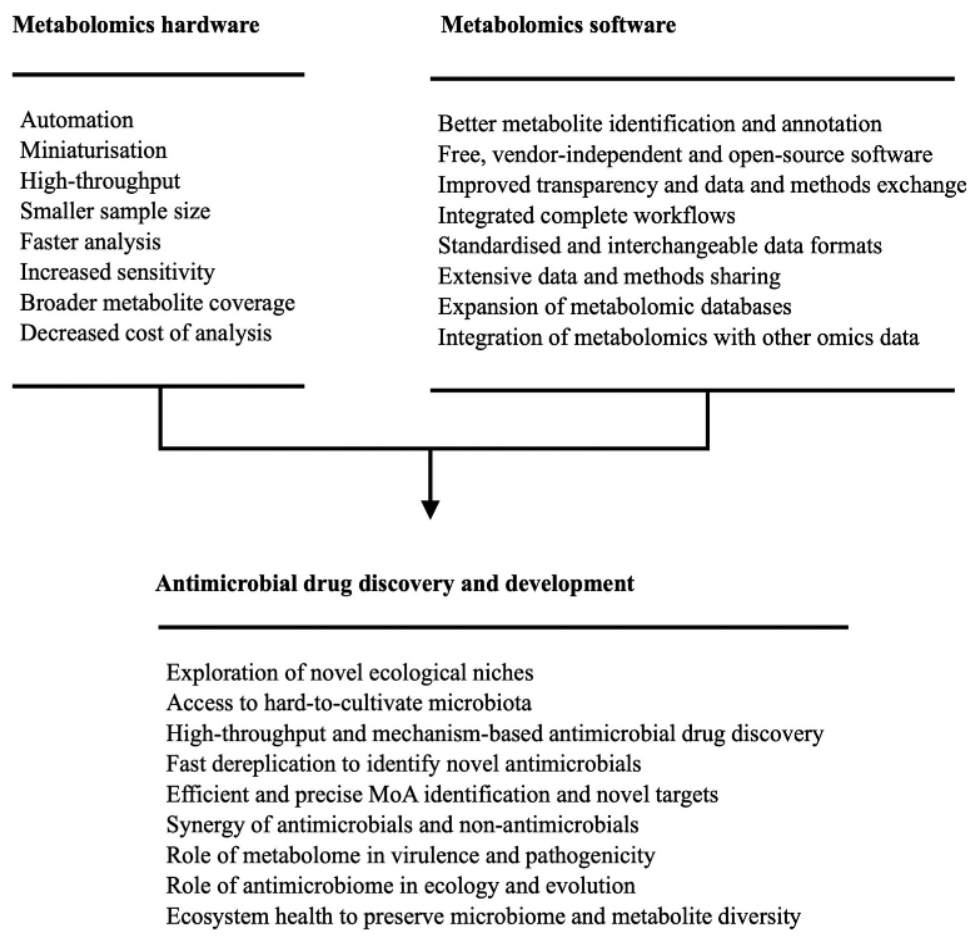 Metabolomics hardware
Automation
Miniaturisation
High-throughput
Smaller sample size
Faster analysis
Increased sensitivity
Broader metabolite coverage
Decreased cost of analysis
Metabolomics software
Better metabolite identification and annotation
Free, vendor-independent and open-source software
Improved transparency and data and methods exchange
Integrated complete workflows
Standardised and interchangeable data formats
Extensive data and methods sharing
Expansion of metabolomic databases
Integration of metabolomics with other omics data
Antimicrobial drug discovery and development
Exploration of novel ecological niches
Access to hard-to-cultivate microbiota
High-throughput and mechanism-based antimicrobial drug discovery
Fast dereplication to identify novel antimicrobials
Efficient and precise MoA identification and novel targets
Synergy of antimicrobials and non-antimicrobials
Role of metabolome in virulence and pathogenicity
Role of antimicrobiome in ecology and evolution
Ecosystem health to preserve microbiome and metabolite diversity